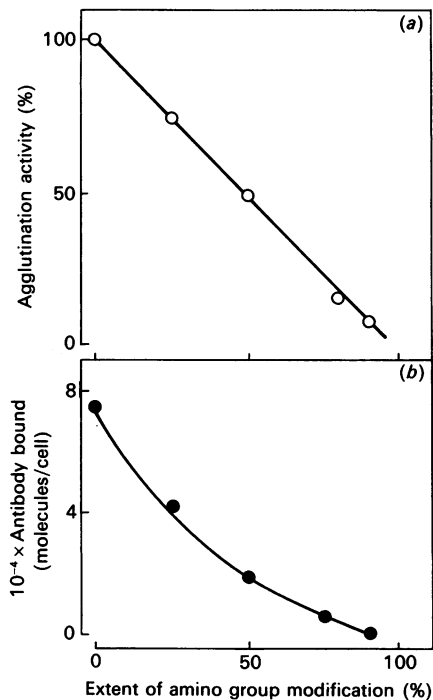 (a)
100
50
0
Agglutination activity (%)
(b)
8
4
0
10⁻⁴ × Antibody bound
(molecules/cell)
0
50
100
Extent of amino group modification (%)